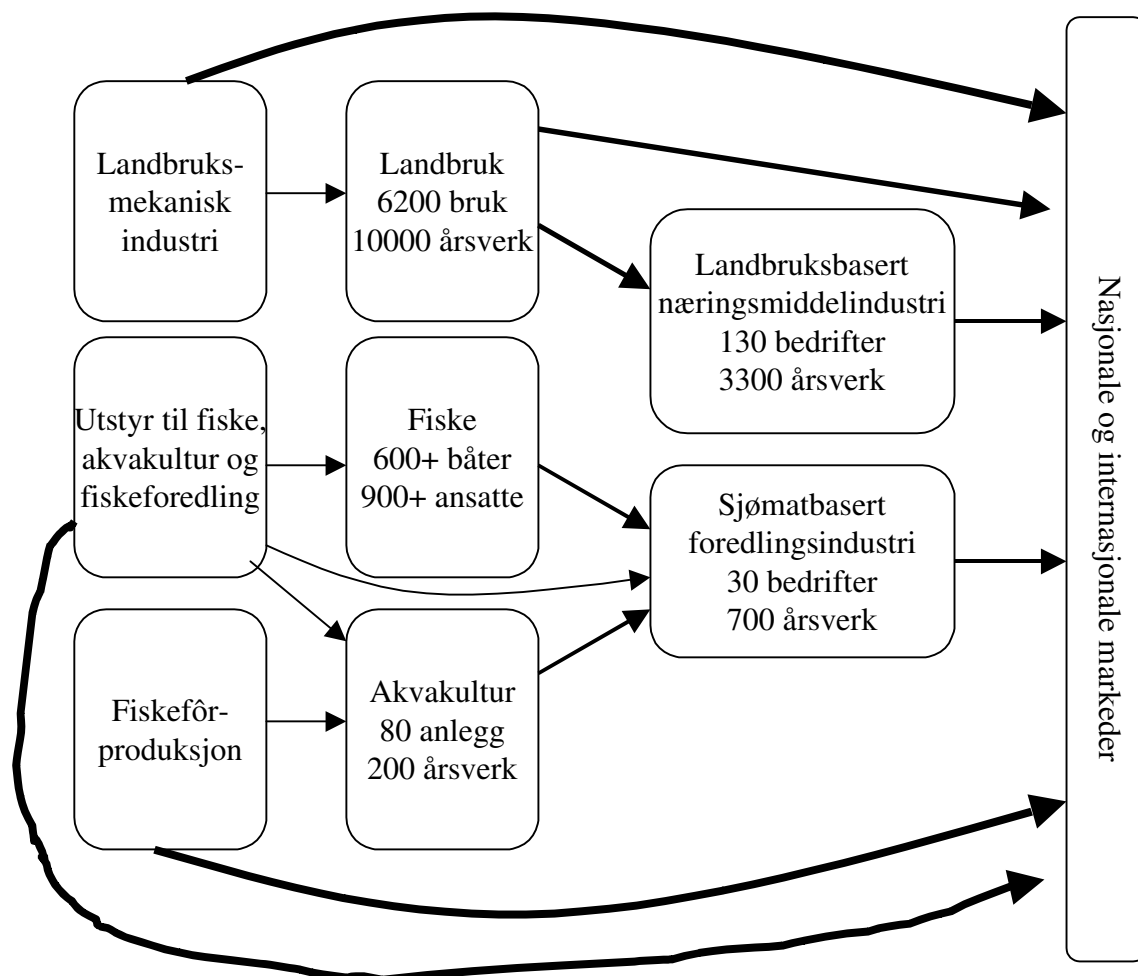 Landbruks-
mekanisk
industri
Landbruk
6200 bruk
10000 årsverk
Landbruksbasert
næringsmiddelindustri
130 bedrifter
3300 årsverk
Utstyr til fiske,
akvakultur og
fiskeforedling
Fiske
600+ båter
900+ ansatte
Sjømatbasert
foredlingsindustri
30 bedrifter
700 årsverk
Fiskefôr-
produksjon
Akvakultur
80 anlegg
200 årsverk
Nasjonale og internasjonale markeder